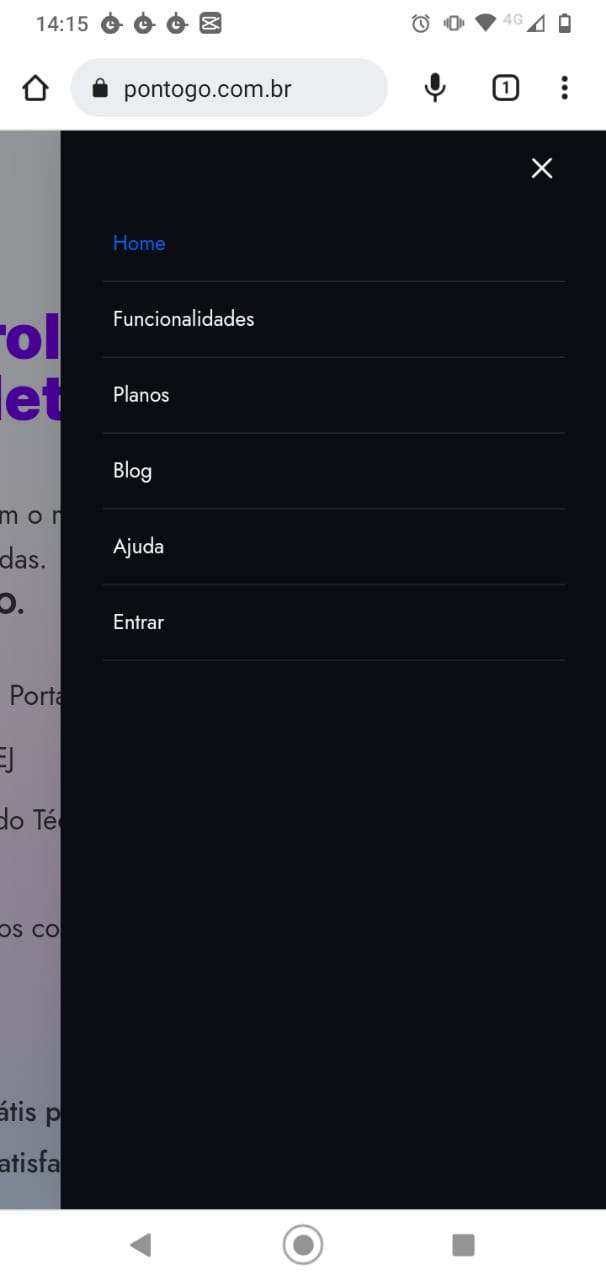 14:15
4G
pontogo.com.br
1
Home
rol
Funcionalidades
Planos
let
Blog
m o
Ajuda
das.
o.
Entrar
Porta
EJ
do Té
os co
átis p
atisfa